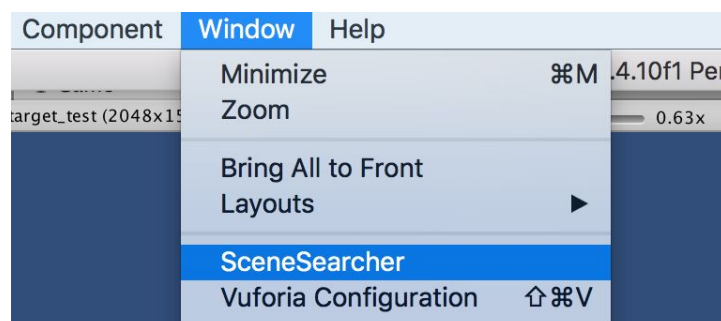 Component Window Help
Minimize ⌘M .4.10f1 Per
target_test (2048x15 Zoom 0.63x
Bring All to Front
Layouts ▶
SceneSearcher
Vuforia Configuration ⇧⌘V